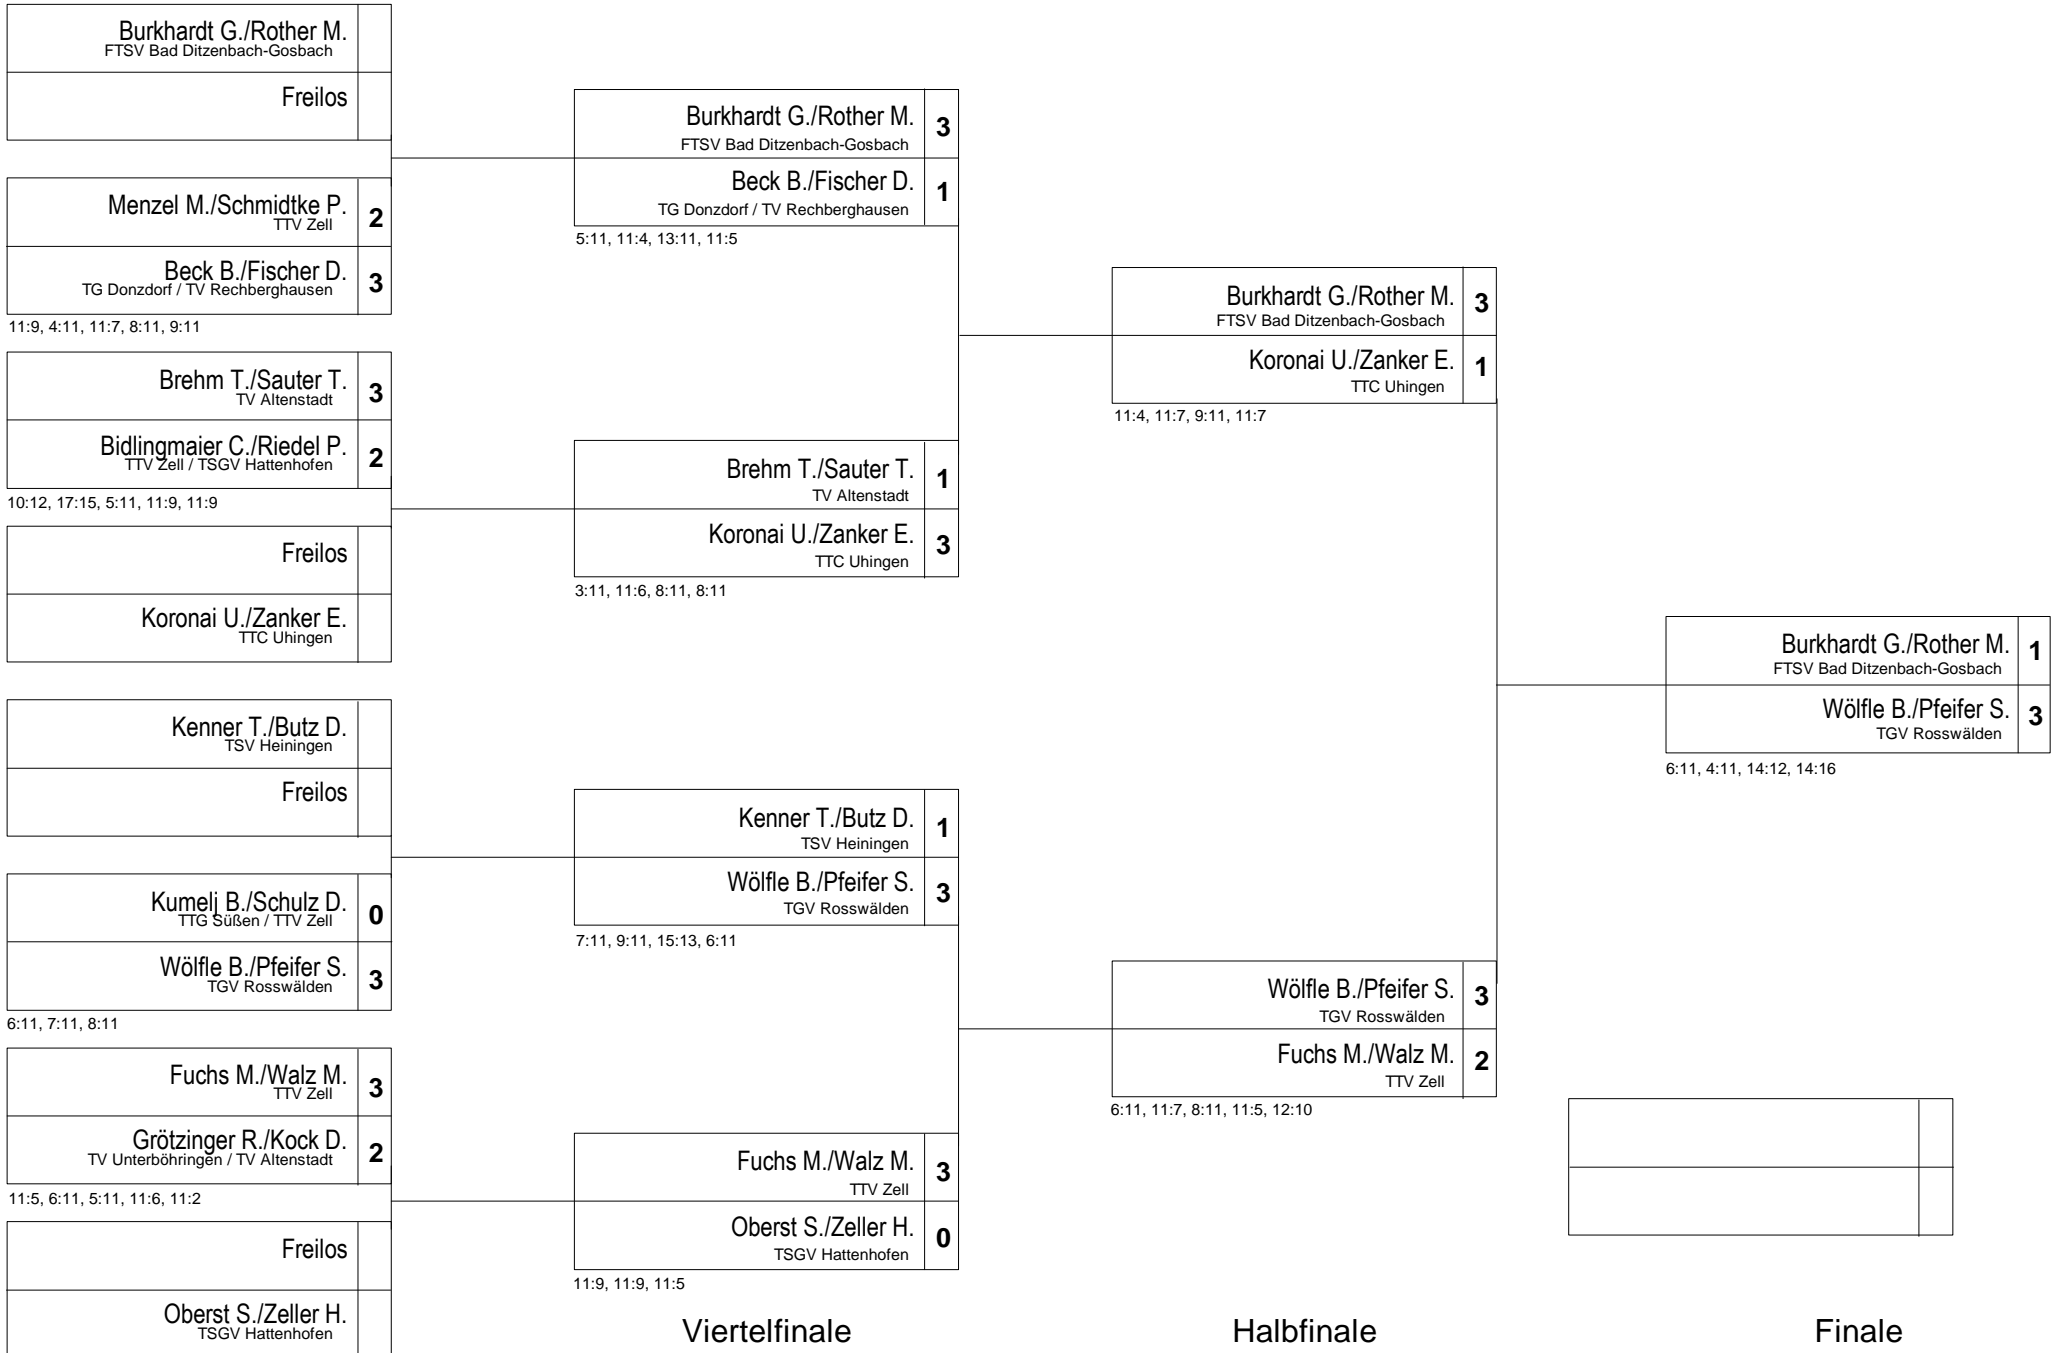 Burkhardt G./Rother M.
FTSV Bad Ditzenbach-Gosbach
Freilos
Menzel M./Schmidtke P. 2
TTV Zell
Beck B./Fischer D. 3
TG Donzdorf / TV Rechberghausen
11:9, 4:11, 11:7, 8:11, 9:11
Brehm T./Sauter T. 3
TV Altenstadt
Bidlingmaier C./Riedel P. 2
TTV Zell / TSGV Hattenhofen
10:12, 17:15, 5:11, 11:9, 11:9
Freilos
Koronai U./Zanker E.
TTC Uhingen
Kenner T./Butz D.
TSV Heiningen
Freilos
Kumelj B./Schulz D. 0
TTG Süßen / TTV Zell
Wölfle B./Pfeifer S. 3
TGV Rosswälden
6:11, 7:11, 8:11
Fuchs M./Walz M. 3
TTV Zell
Grötzinger R./Kock D. 2
TV Unterböhringen / TV Altenstadt
11:5, 6:11, 5:11, 11:6, 11:2
Freilos
Oberst S./Zeller H.
TSGV Hattenhofen
Burkhardt G./Rother M. 3
FTSV Bad Ditzenbach-Gosbach
Beck B./Fischer D. 1
TG Donzdorf / TV Rechberghausen
5:11, 11:4, 13:11, 11:5
Brehm T./Sauter T. 1
TV Altenstadt
Koronai U./Zanker E. 3
TTC Uhingen
3:11, 11:6, 8:11, 8:11
Kenner T./Butz D. 1
TSV Heiningen
Wölfle B./Pfeifer S. 3
TGV Rosswälden
7:11, 9:11, 15:13, 6:11
Fuchs M./Walz M. 3
TTV Zell
Oberst S./Zeller H. 0
TSGV Hattenhofen
11:9, 11:9, 11:5
Viertelfinale
Burkhardt G./Rother M. 3
FTSV Bad Ditzenbach-Gosbach
Koronai U./Zanker E. 1
TTC Uhingen
11:4, 11:7, 9:11, 11:7
Wölfle B./Pfeifer S. 3
TGV Rosswälden
Fuchs M./Walz M. 2
TTV Zell
6:11, 11:7, 8:11, 11:5, 12:10
Halbfinale
Burkhardt G./Rother M. 1
FTSV Bad Ditzenbach-Gosbach
Wölfle B./Pfeifer S. 3
TGV Rosswälden
6:11, 4:11, 14:12, 14:16
Finale